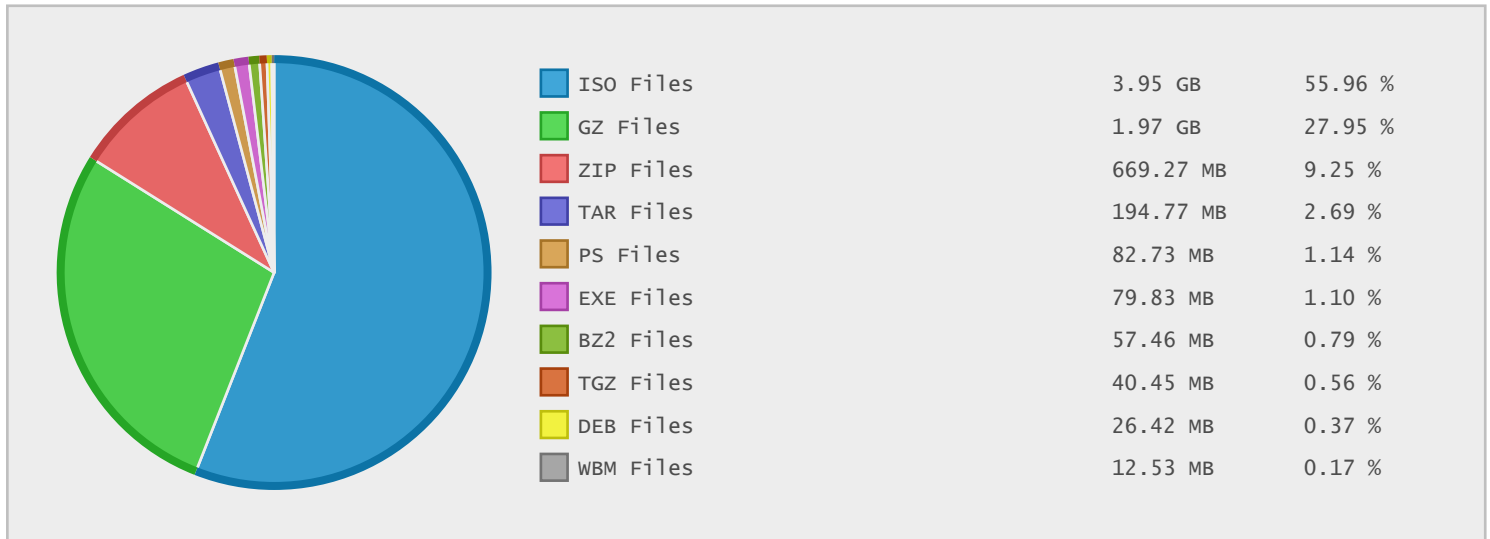 ISO Files 3.95 GB 55.96 %
GZ Files 1.97 GB 27.95 %
ZIP Files 669.27 MB 9.25 %
TAR Files 194.77 MB 2.69 %
PS Files 82.73 MB 1.14 %
EXE Files 79.83 MB 1.10 %
BZ2 Files 57.46 MB 0.79 %
TGZ Files 40.45 MB 0.56 %
DEB Files 26.42 MB 0.37 %
WBM Files 12.53 MB 0.17 %